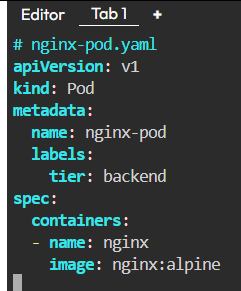 Editor Tab 1 +
# nginx-pod.yaml
apiVersion: v1
kind: Pod
metadata:
  name: nginx-pod
  labels:
    tier: backend
spec:
  containers:
  - name: nginx
    image: nginx:alpine